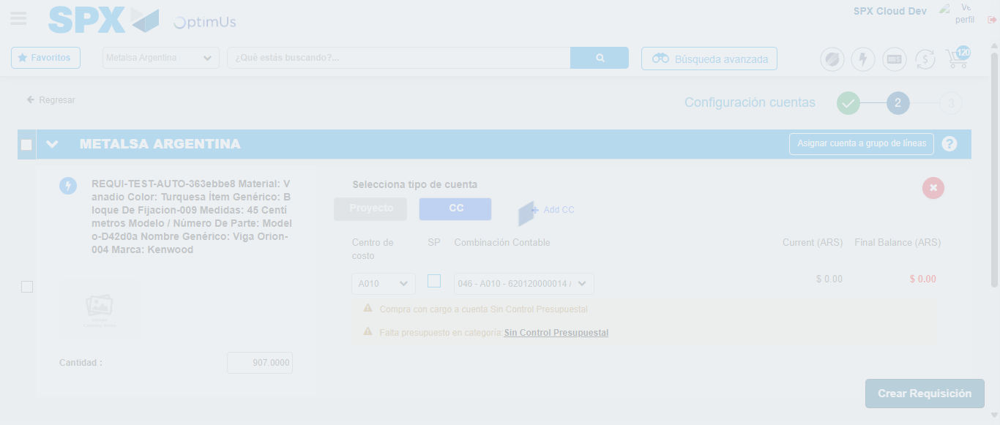 SPX
OptimUs
SPX Cloud Dev
Ve
perfil
Favoritos
Metalsa Argentina
¿Qué estás buscando?...
Búsqueda avanzada
120
Regresar
Configuración cuentas
2
3
METALSA ARGENTINA
Asignar cuenta a grupo de líneas
?
REQUI-TEST-AUTO-363ebbe8 Material: V
anadio Color: Turquesa Ítem Genérico: B
loque De Fijacion-009 Medidas: 45 Centi
metros Modelo / Número De Parte: Model
o-D42d0a Nombre Genérico: Viga Orion-
004 Marca: Kenwood
Selecciona tipo de cuenta
Proyecto
CC
+ Add CC
Centro de
costo
SP
Combinación Contable
Current (ARS)
Final Balance (ARS)
A010
046 - A010 - 620120000014 /
$ 0.00
$ 0.00
Compra con cargo a cuenta Sin Control Presupuestal
Falta presupuesto en categoría Sin Control Presupuestal
Cantidad :
907.0000
Crear Requisición